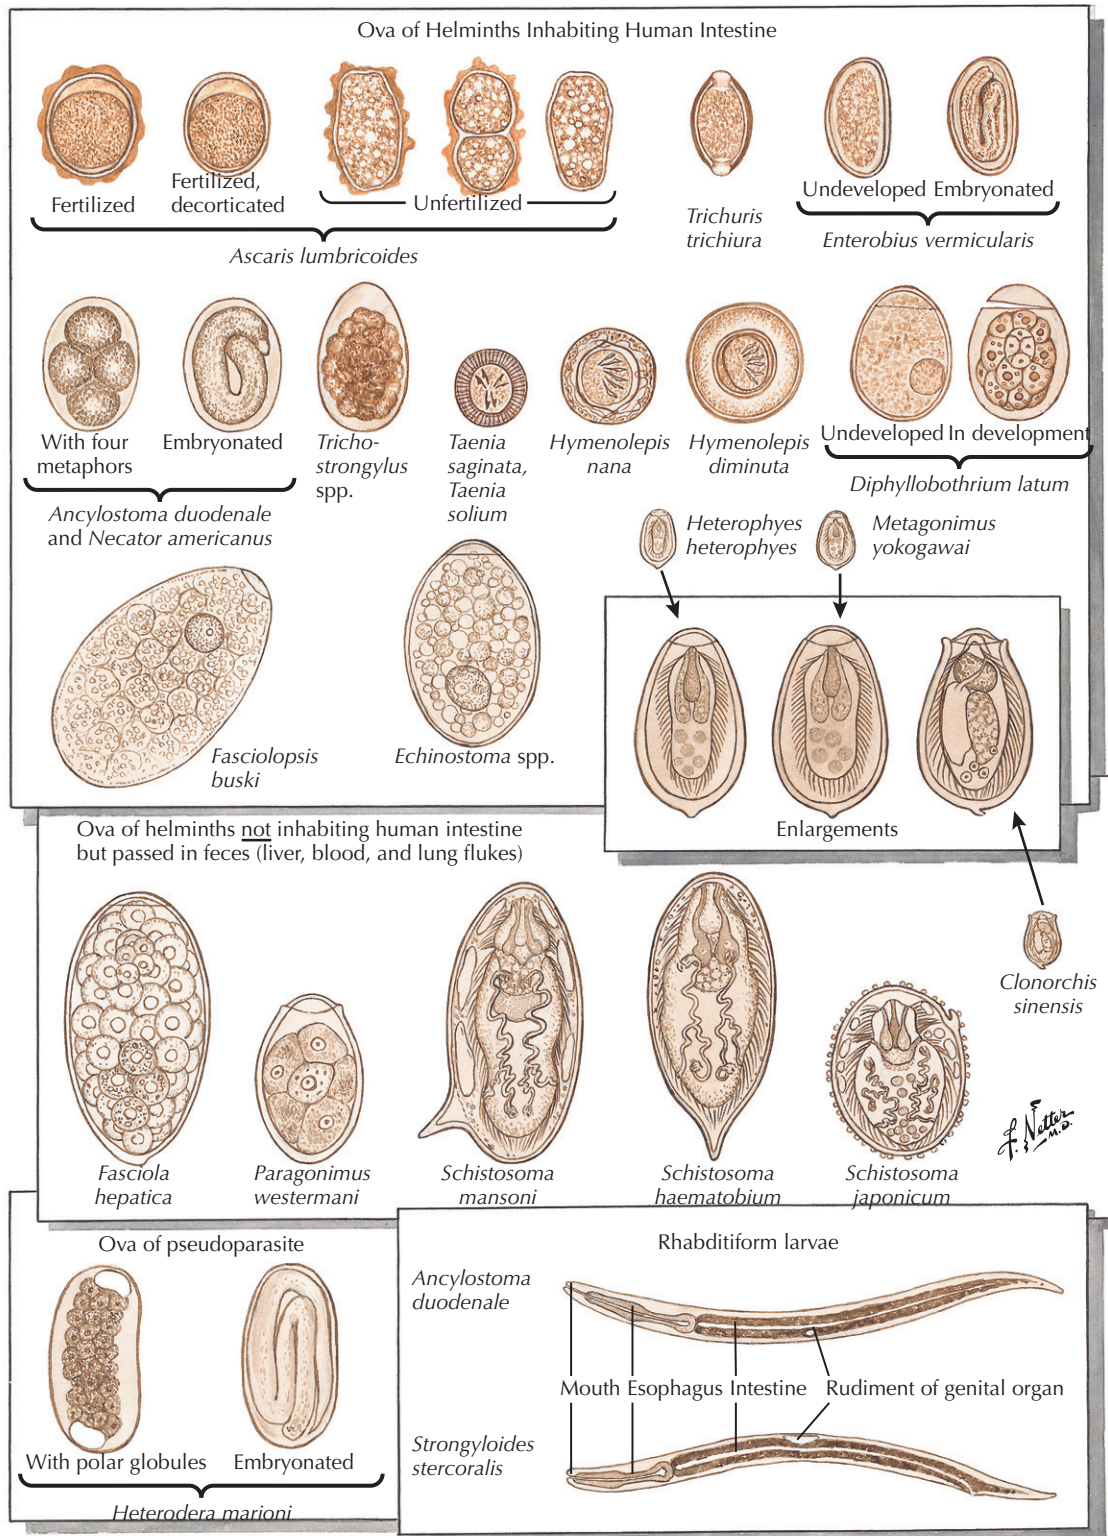 Ova of Helminths Inhabiting Human Intestine
Fertilized
Fertilized,
decorticated
Unfertilized
Ascaris lumbricoides
Trichuris
trichiura
Undeveloped Embryonated
Enterobius vermicularis
With four
metaphors
Embryonated
Ancylostoma duodenale
and Necator americanus
Tricho-
strongylus
spp.
Taenia
saginata,
Taenia
solium
Hymenolepis
nana
Hymenolepis
diminuta
Undeveloped In development
Diphyllobothrium latum
Heterophyes
heterophyes
Metagonimus
yokogawai
Fasciolopsis
buski
Echinostoma spp.
Enlargements
Ova of helminths not inhabiting human intestine
but passed in feces (liver, blood, and lung flukes)
Clonorchis
sinensis
Fasciola
hepatica
Paragonimus
westermani
Schistosoma
mansoni
Schistosoma
haematobium
Schistosoma
japonicum
F. Netter
M.D.
Ova of pseudoparasite
With polar globules
Embryonated
Heterodera marioni
Rhabditiform larvae
Ancylostoma
duodenale
Mouth Esophagus Intestine Rudiment of genital organ
Strongyloides
stercoralis